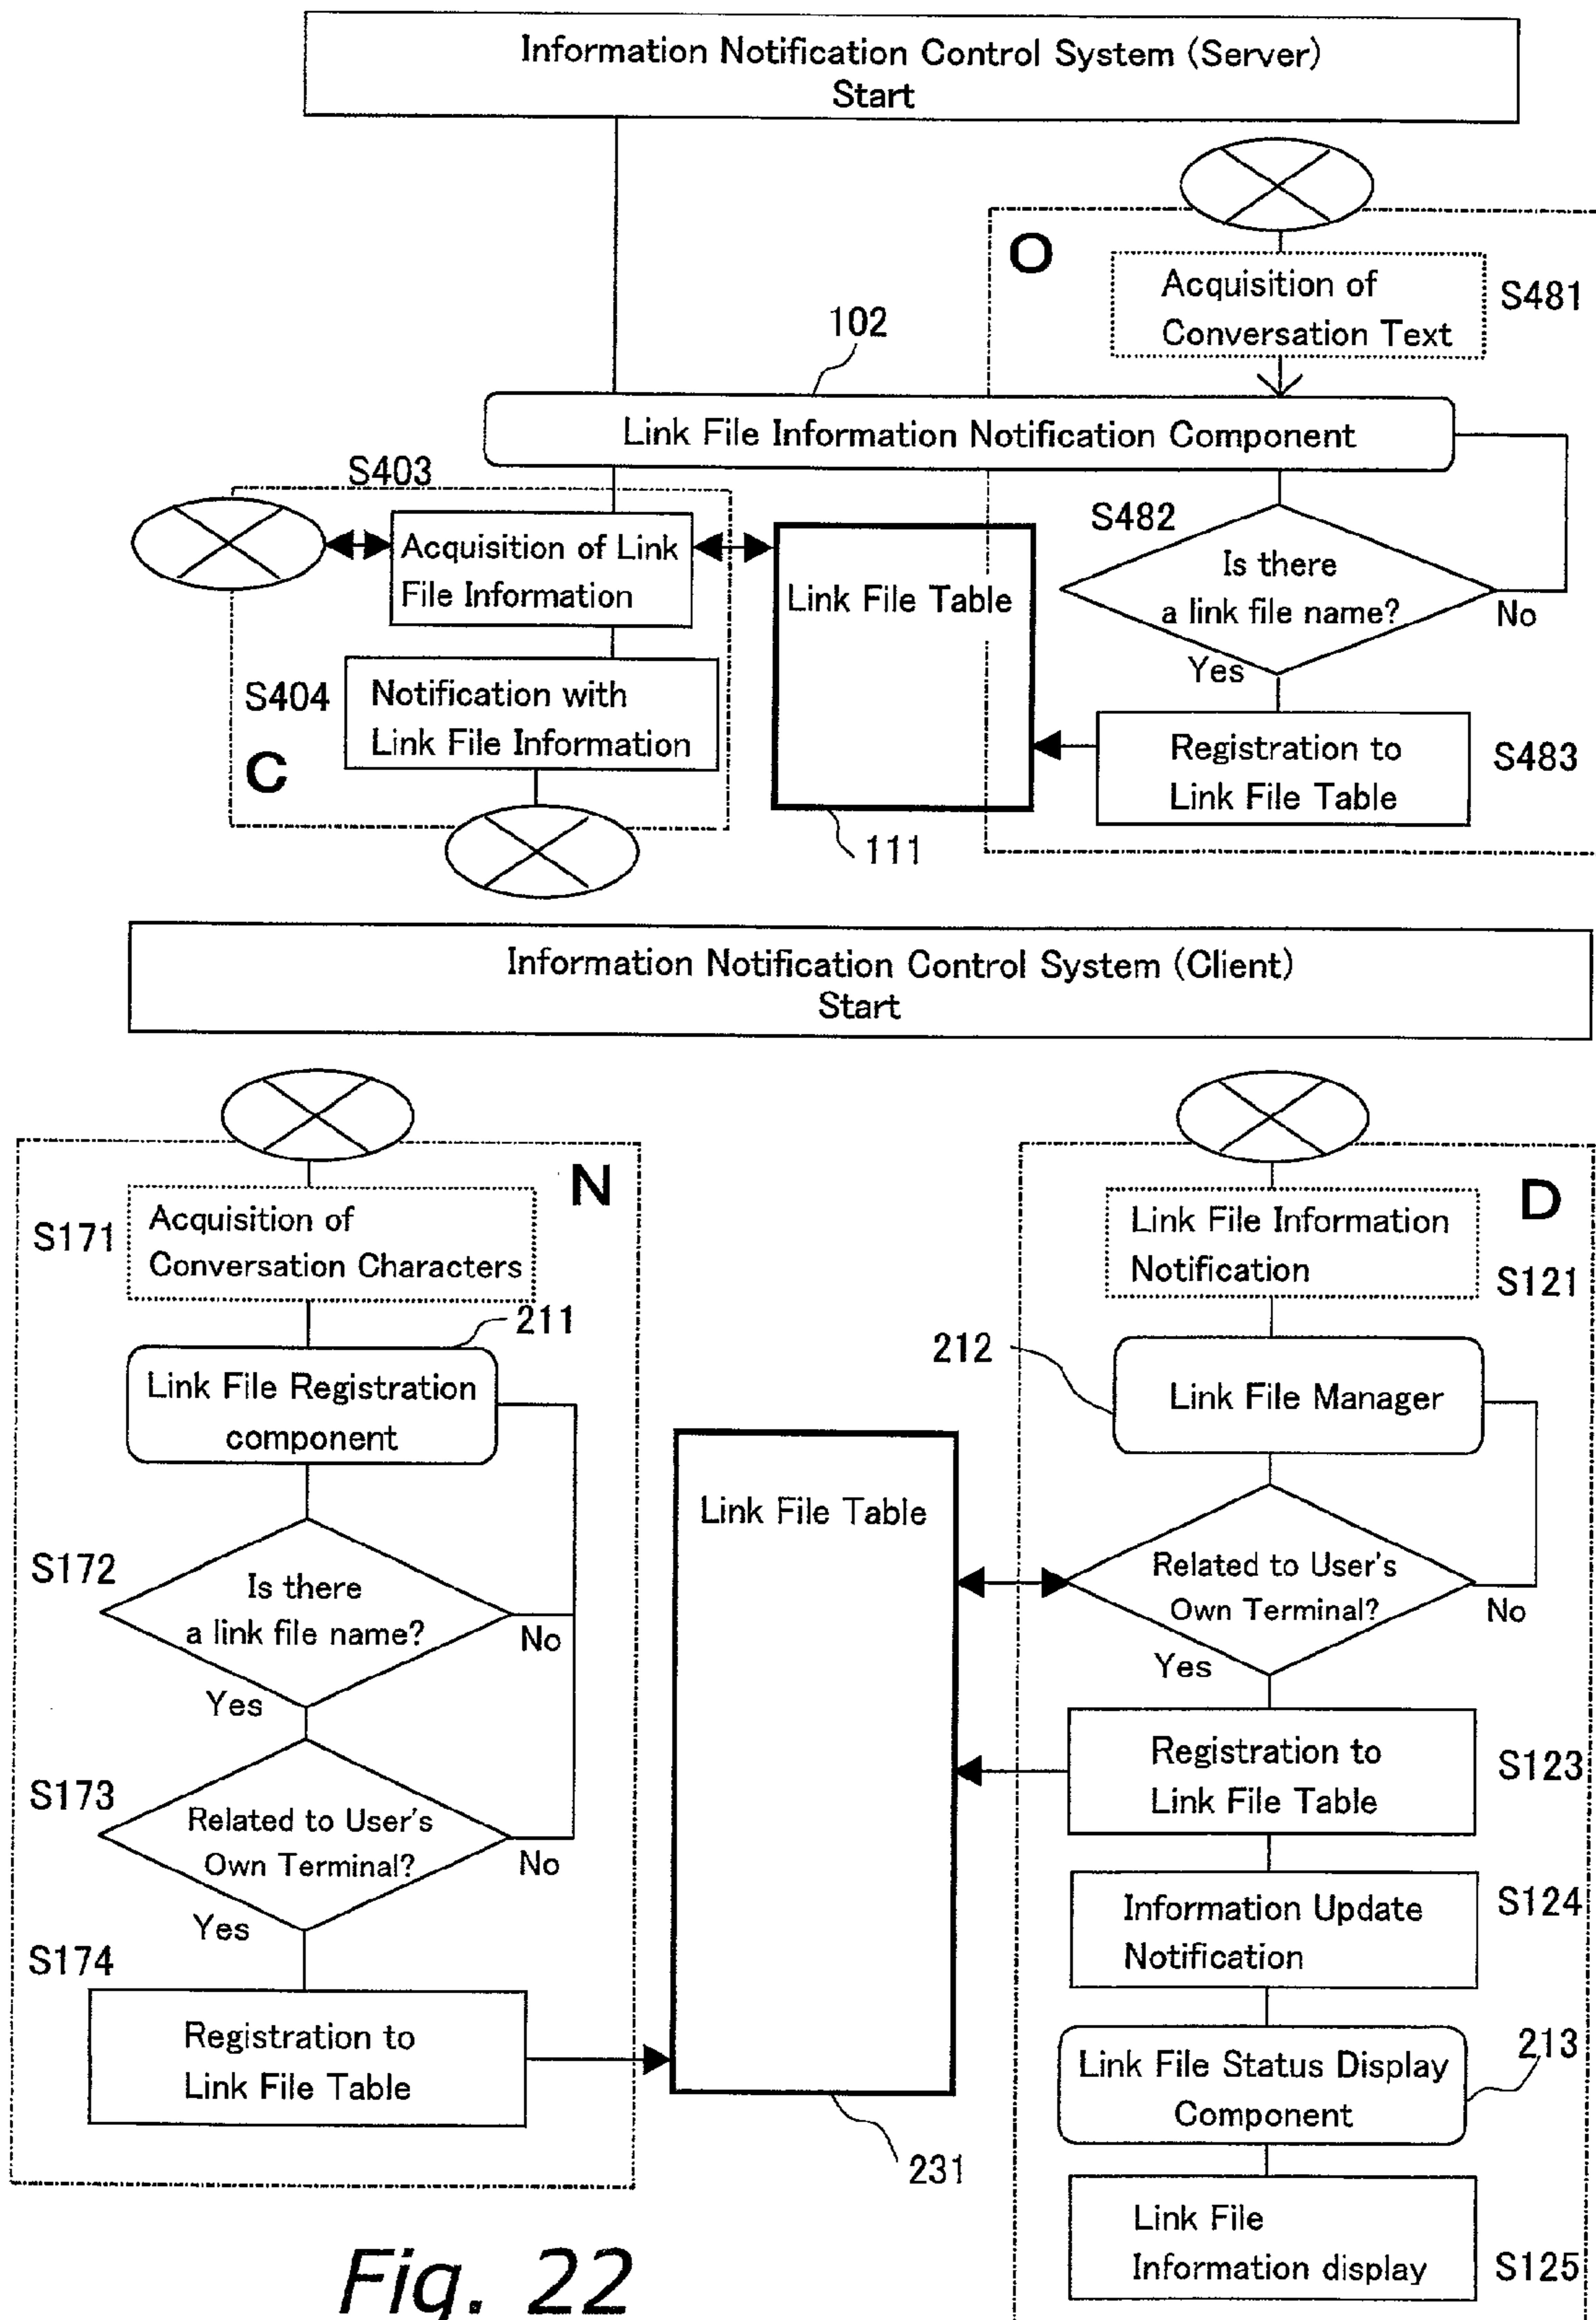 Information Notification Control System (Server)
Start
O
Acquisition of
Conversation Text
S481
102
Link File Information Notification Component
S403
Acquisition of Link
File Information
Link File Table
S482
Is there
a link file name?
No
Yes
S404
Notification with
Link File Information
C
Registration to
Link File Table
S483
111
Information Notification Control System (Client)
Start
N
S171
Acquisition of
Conversation Characters
211
Link File Registration
component
S172
Is there
a link file name?
No
Yes
S173
Related to User's
Own Terminal?
No
Yes
S174
Registration to
Link File Table
Link File Table
231
D
Link File Information
Notification
S121
212
Link File Manager
Related to User's
Own Terminal?
No
Yes
Registration to
Link File Table
S123
Information Update
Notification
S124
Link File Status Display
Component
213
Link File
Information display
S125
Fig. 22